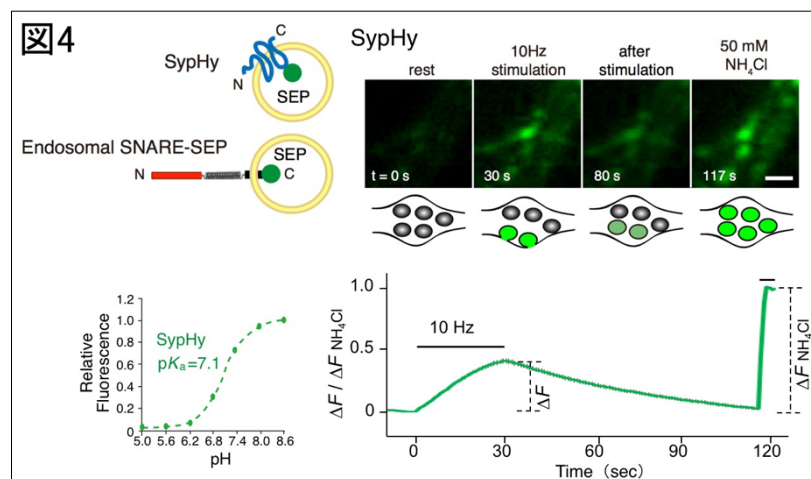 図4
SypHy
C
N
SEP
Endosomal SNARE-SEP
SEP
N
C
SypHy
rest
10Hz
stimulation
after
stimulation
50 mM
NH₄Cl
t = 0 s
30 s
80 s
117 s
Relative
Fluorescence
1.2
1.0
0.8
0.6
0.4
0.2
0
SypHy
pKa=7.1
5.0 5.6 6.2 6.8 7.4 8.0 8.6
pH
ΔF / ΔF NH₄Cl
1.0
0.5
0
10 Hz
ΔF
ΔF NH₄Cl
0 30 60 90 120
Time (sec)